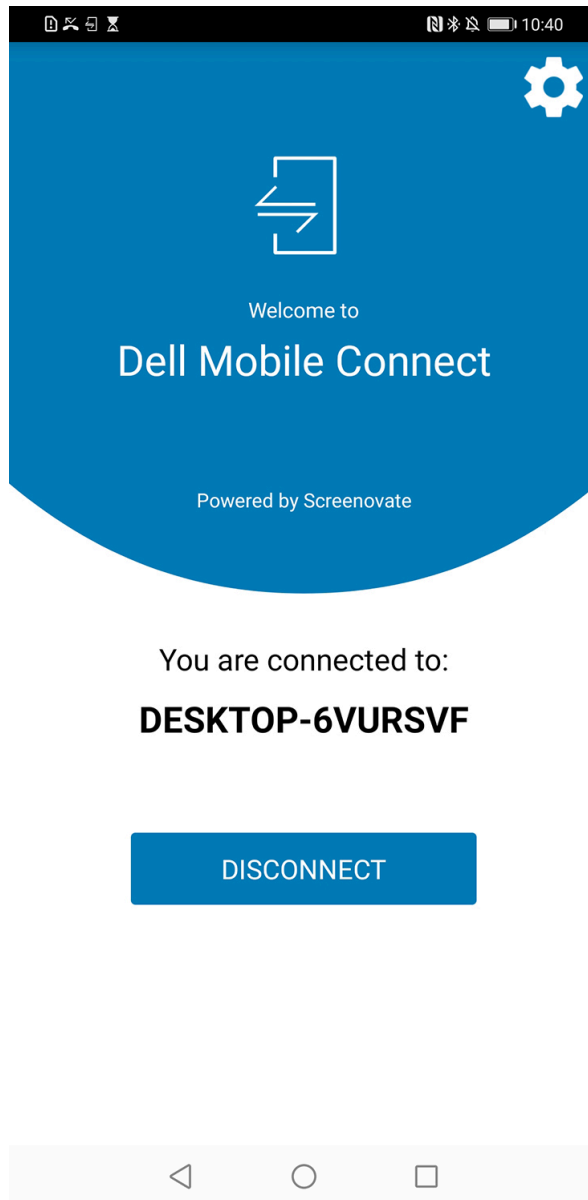 10:40
Welcome to
Dell Mobile Connect
Powered by Screenovate
You are connected to:
DESKTOP-6VURSVF
DISCONNECT